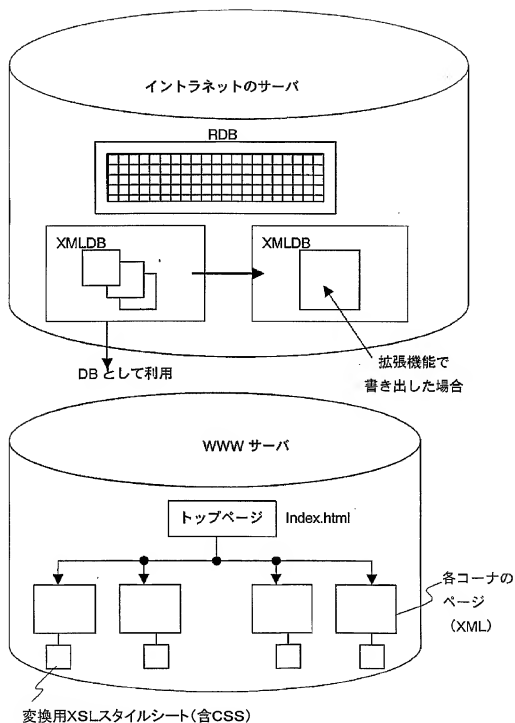 イントラネットのサーバ
RDB
XMLDB
XMLDB
DB として利用
拡張機能で
書き出した場合
WWW サーバ
トップページ
Index.html
各コーナの
ページ
(XML)
変換用XSLスタイルシート(含CSS)